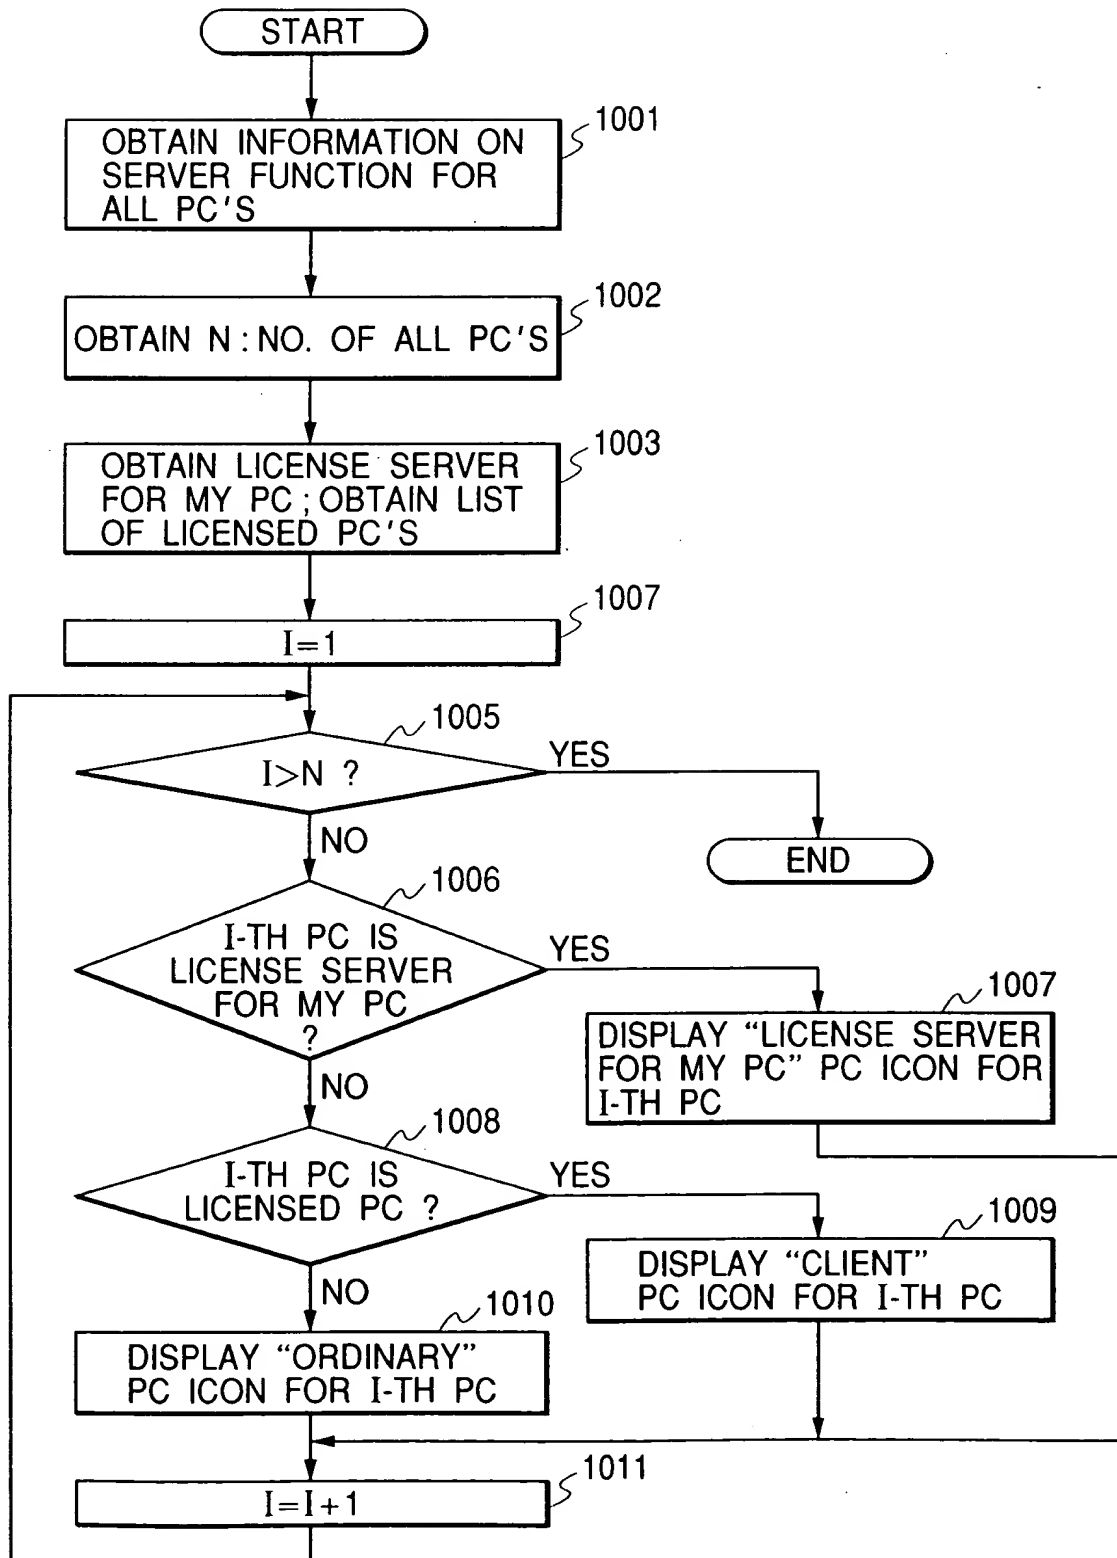 START
1001
OBTAIN INFORMATION ON
SERVER FUNCTION FOR
ALL PC'S
1002
OBTAIN N : NO. OF ALL PC'S
1003
OBTAIN LICENSE SERVER
FOR MY PC ; OBTAIN LIST
OF LICENSED PC'S
1007
I=1
1005
I>N ?
YES
NO
END
1006
I-TH PC IS
LICENSE SERVER
FOR MY PC
?
YES
NO
1007
DISPLAY “LICENSE SERVER
FOR MY PC” PC ICON FOR
I-TH PC
1008
I-TH PC IS
LICENSED PC ?
YES
NO
1009
DISPLAY “CLIENT”
PC ICON FOR I-TH PC
1010
DISPLAY “ORDINARY”
PC ICON FOR I-TH PC
1011
I=I+1